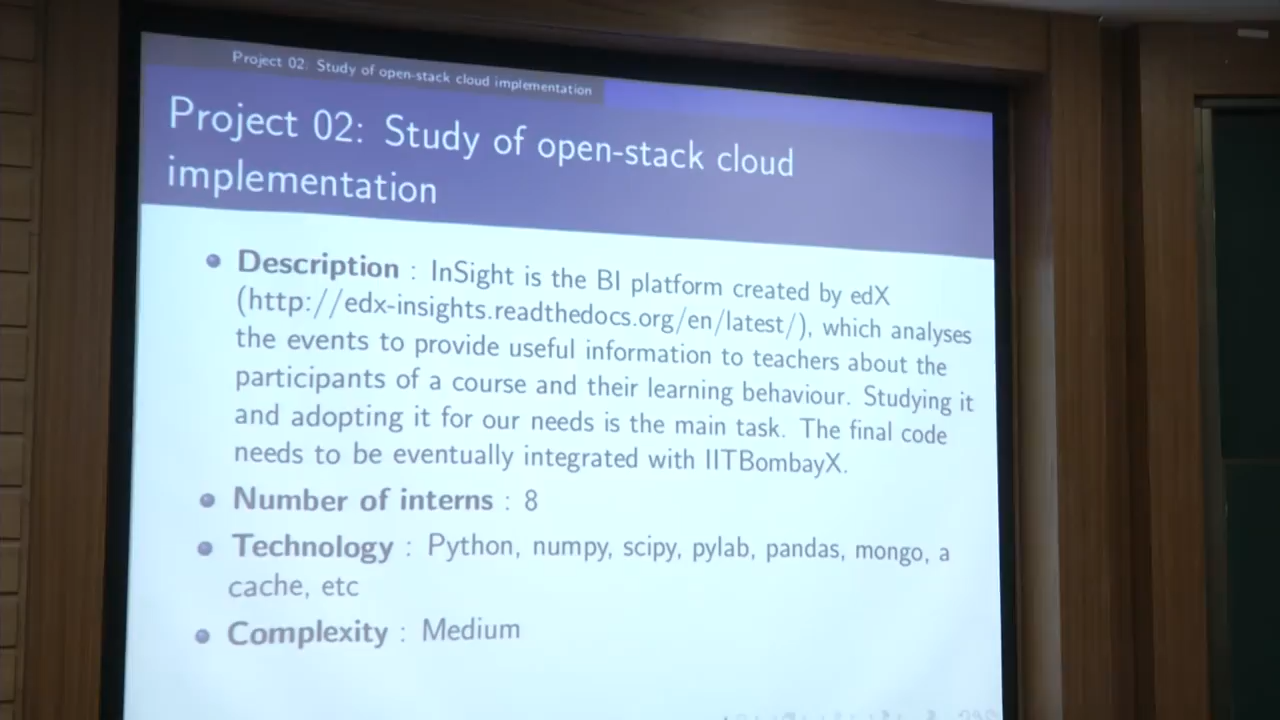 Project 02: Study of open-stack cloud implementation
Project 02: Study of open-stack cloud
implementation
Description : InSight is the BI platform created by edX
(http://edx-insights.readthedocs.org/en/latest/), which analyses
the events to provide useful information to teachers about the
participants of a course and their learning behaviour. Studying it
and adopting it for our needs is the main task. The final code
needs to be eventually integrated with IITBombayX.
Number of interns : 8
Technology : Python, numpy, scipy, pylab, pandas, mongo, a
cache, etc
Complexity : Medium